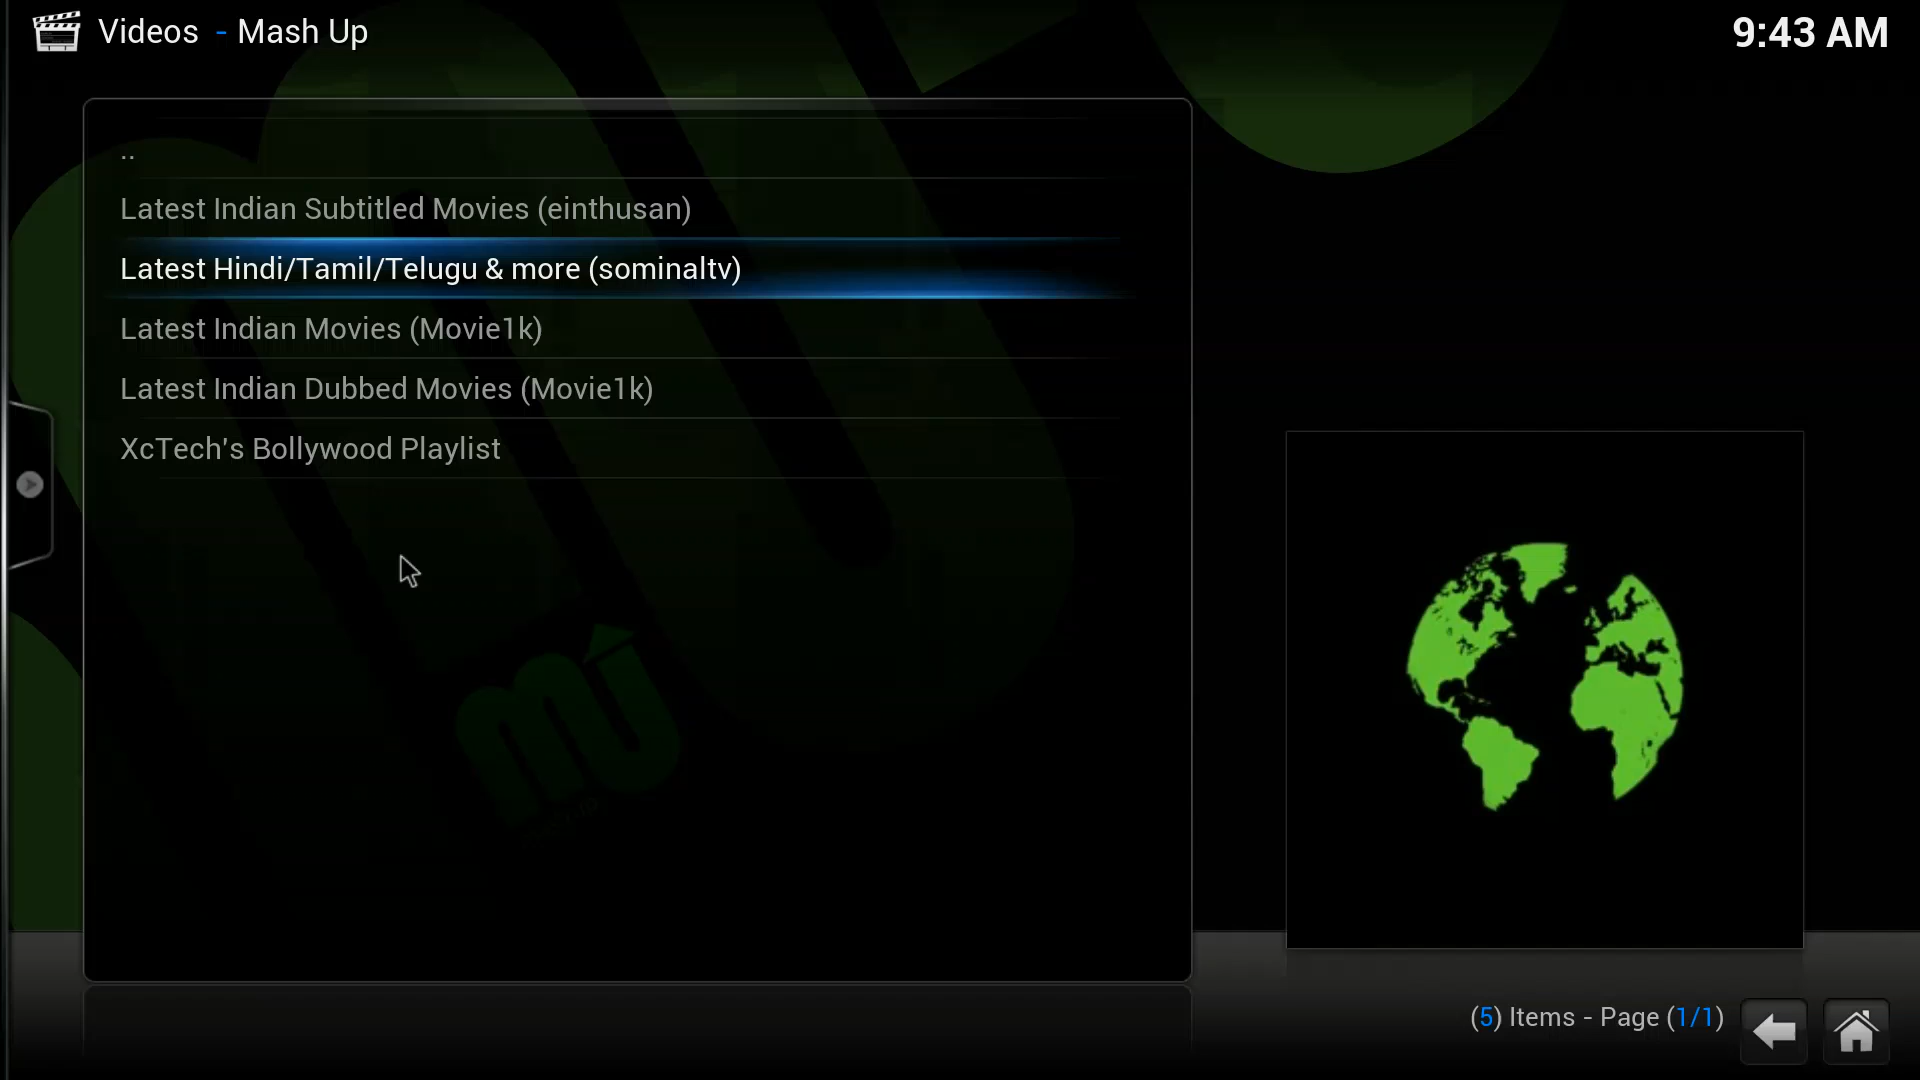 Videos - Mash Up
9:43 AM
..
Latest Indian Subtitled Movies (einthusan)
Latest Hindi/Tamil/Telugu & more (sominaltv)
Latest Indian Movies (Movie1k)
Latest Indian Dubbed Movies (Movie1k)
XcTech's Bollywood Playlist
(5) Items - Page (1/1)